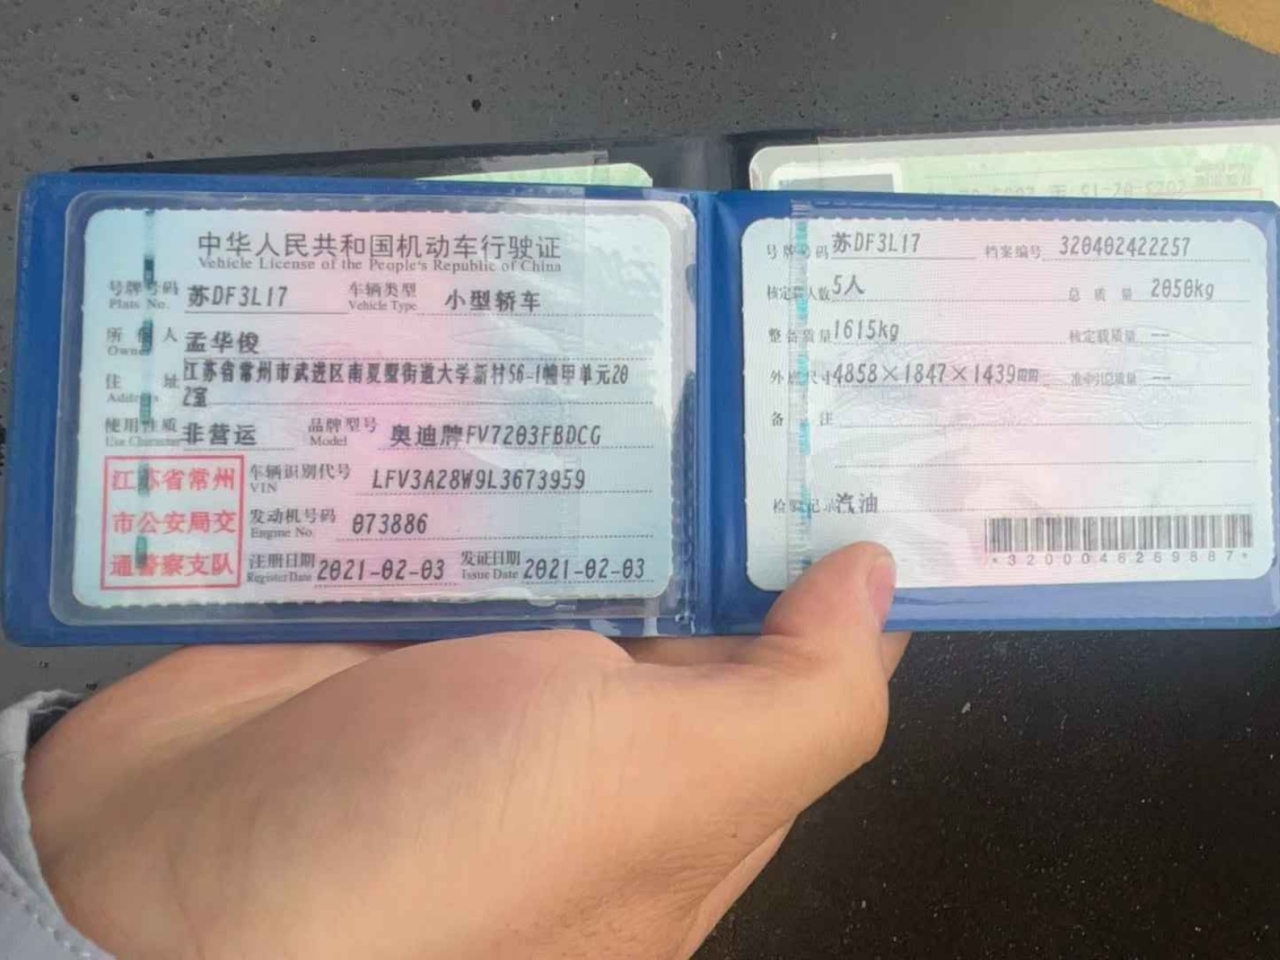 中华人民共和国机动车行驶证
Vehicle License of the People's Republic of China
号牌号码 苏DF3L17 车辆类型 小型轿车
Plate No. Vehicle Type
所有人 孟华俊
Owner
住址 江苏省常州市武进区南夏墅街道大学新村56-1幢甲单元20
Address 2室
使用性质 非营运 品牌型号 奥迪牌FV7203FBDCG
Use Character Model
江苏省常州
市公安局交
通警察支队
车辆识别代号 LFV3A28W9L3673959
VIN
发动机号码 073886
Engine No.
注册日期 2021-02-03 发证日期 2021-02-03
Register Date Issue Date
号牌号码 苏DF3L17 档案编号 320402422257
核定载人数 5人 总质量 2050kg
整备质量 1615kg 核定载质量 --
外廓尺寸 4858×1847×1439mm 准牵引总质量 --
备注
检验记录 汽油
*3200046269887*